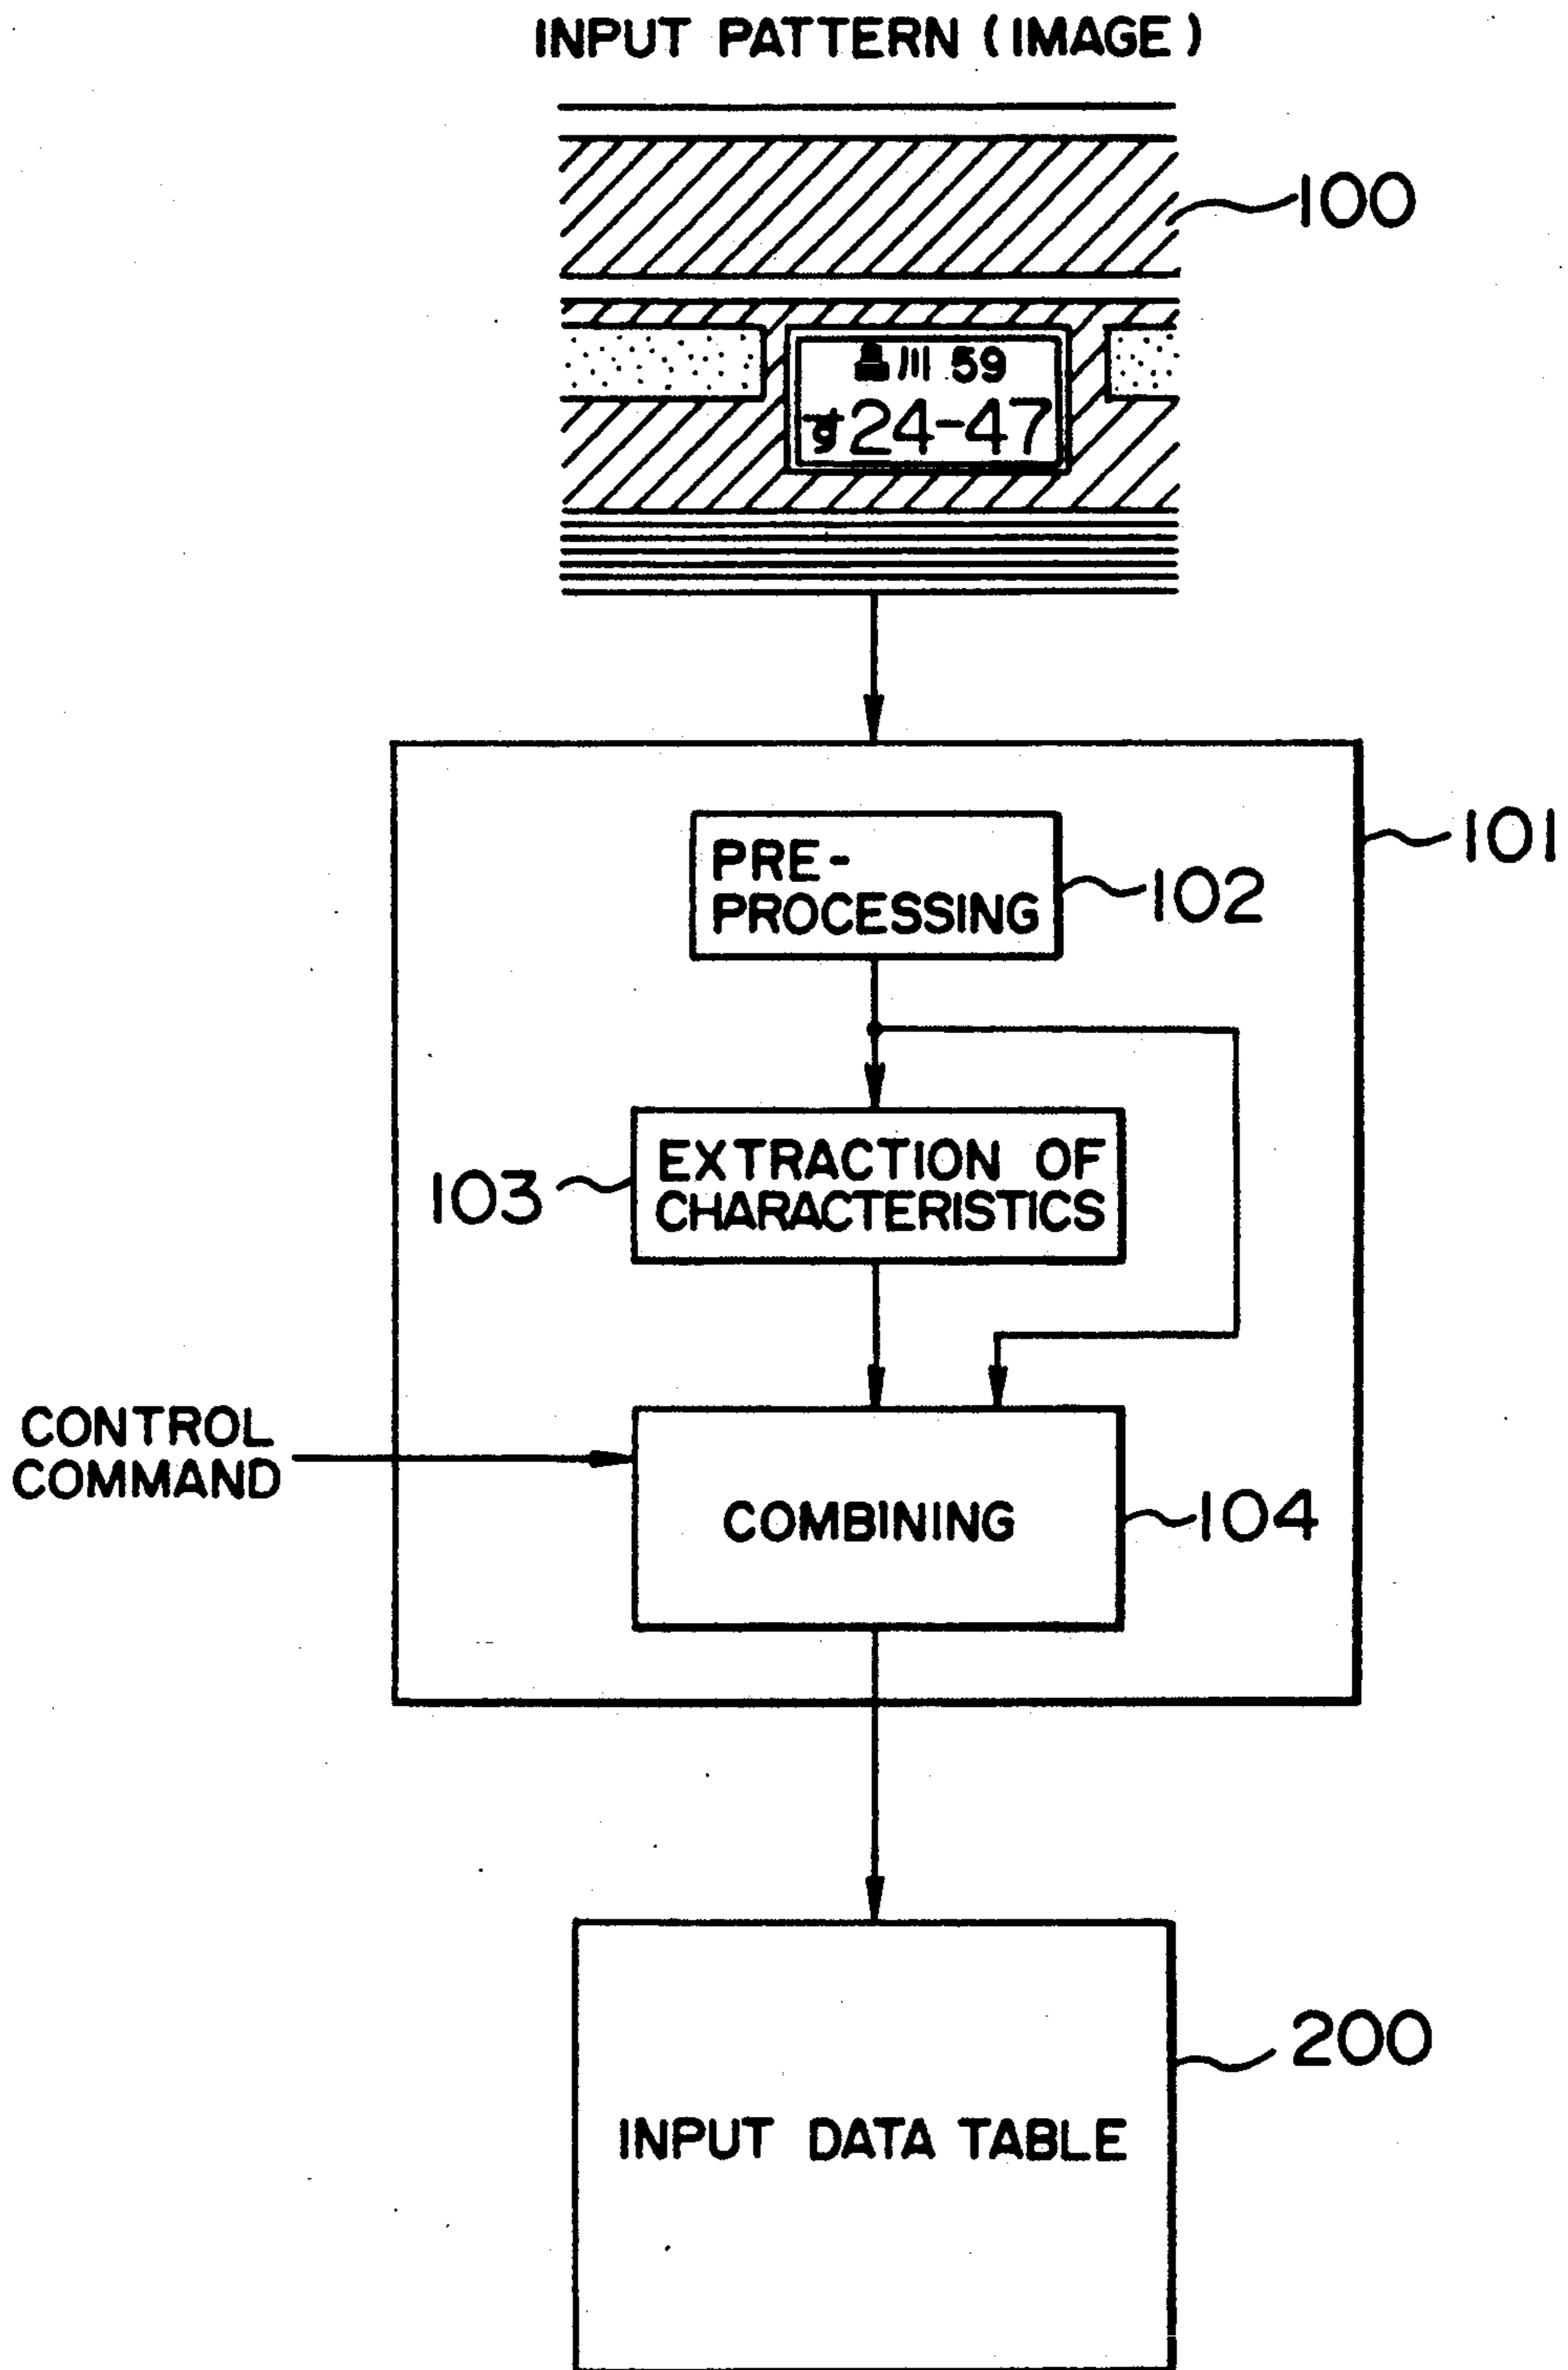 INPUT PATTERN (IMAGE)
100
川 59
す24-47
101
PRE-
PROCESSING
102
EXTRACTION OF
CHARACTERISTICS
103
CONTROL
COMMAND
COMBINING
104
200
INPUT DATA TABLE